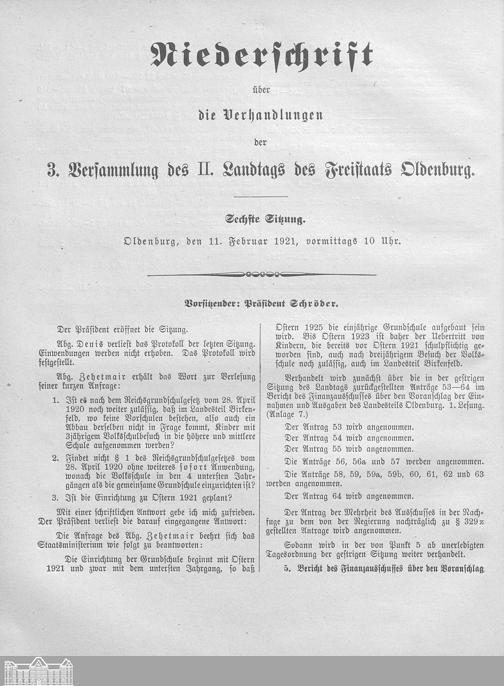 Niederschrift
über
die Verhandlungen
der
3. Versammlung des II. Landtags des Freistaats Oldenburg.
Sechste Sitzung.
Oldenburg, den 11. Februar 1921, vormittags 10 Uhr.
Vorsitzender: Präsident Schröder.
Der Präsident eröffnet die Sitzung.
Abg. Denis verliest das Protokoll der letzten Sitzung.
Einwendungen werden nicht erhoben. Das Protokoll wird
festgestellt.
Abg. Zehetmair erhält das Wort zur Verlesung
seiner kurzen Anfrage:
1. Ist es nach dem Reichsgrundschulgesetz vom 28. April
1920 noch weiter zulässig, daß im Landesteil Birken-
feld, wo keine Vorschulen bestehen, also auch ein
Abbau derselben nicht in Frage kommt, Kinder mit
3jährigem Volksschulbesuch in die höhere und mittlere
Schule aufgenommen werden?
2. Findet nicht § 1 des Reichsgrundschulgesetzes vom
28. April 1920 ohne weiteres sofort Anwendung,
wonach die Volksschule in den 4 untersten Jahr-
gängen als die gemeinsame Grundschule einzurichten ist?
3. Ist die Einrichtung zu Ostern 1921 geplant?
Mit einer schriftlichen Antwort gebe ich mich zufrieden.
Der Präsident verliest die darauf eingegangene Antwort:
Die Anfrage des Abg. Zehetmair beehrt sich das
Staatsministerium wie folgt zu beantworten:
Die Einrichtung der Grundschule beginnt mit Ostern
1921 und zwar mit dem untersten Jahrgang, so daß
Ostern 1925 die einjährige Grundschule aufgebaut sein
wird. Bis Ostern 1923 ist daher der Uebertritt von
Kindern, die bereits vor Ostern 1921 schulpflichtig ge-
worden sind, auch nach dreijährigem Besuch der Volks-
schule noch zulässig, auch im Landesteil Birkenfeld.
Verhandelt wird zunächst über die in der gestrigen
Sitzung des Landtags zurückgestellten Anträge 53—64 im
Bericht des Finanzausschusses über den Voranschlag der Ein-
nahmen und Ausgaben des Landesteils Oldenburg. 1. Lesung.
(Anlage 7.)
Der Antrag 53 wird angenommen.
Der Antrag 54 wird angenommen.
Der Antrag 55 wird angenommen.
Die Anträge 56, 56a und 57 werden angenommen.
Die Anträge 58, 59, 59a, 59b, 60, 61, 62 und 63
werden angenommen.
Der Antrag 64 wird angenommen.
Der Antrag der Mehrheit des Ausschusses in der Nach-
fuge zu dem von der Regierung nachträglich zu § 329 x
gestellten Antrage wird angenommen.
Sodann wird in der von Punkt 5 ab unerledigten
Tagesordnung der gestrigen Sitzung weiter verhandelt.
5. Bericht des Finanzausschusses über den Voranschlag